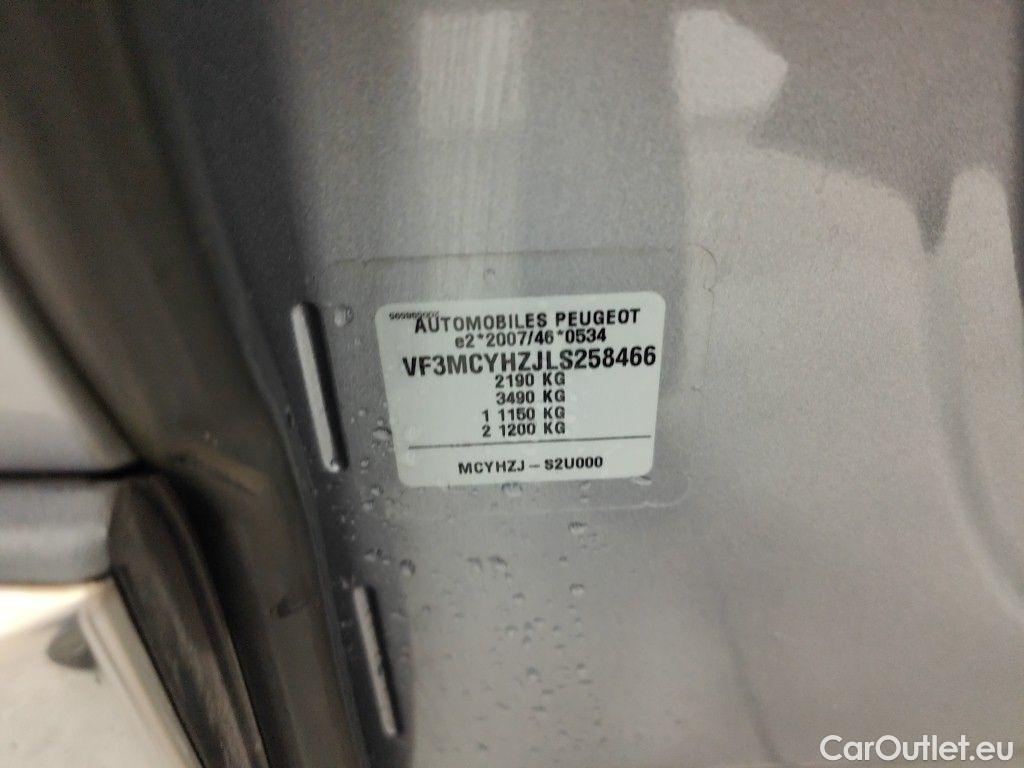 AUTOMOBILES PEUGEOT
e2*2007/46*0534
VF3MCYHZJLS258466
2190 KG
3490 KG
1 1150 KG
2 1200 KG
MCYHZJ - S2U000
CarOutlet.eu